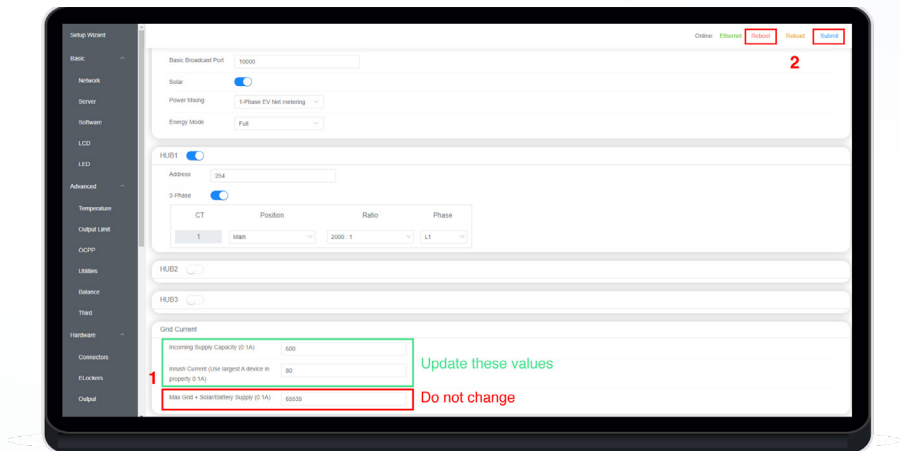 Setup Wizard
Online Ethernet Reboot Reload Submit
2
Basic
Network
Server
Software
LCD
LED
Advanced
Temperature
Output Limit
OCPP
Utilities
Balance
Third
Hardware
Connectors
ELockers
Output
Basic Broadcast Port 10000
Solar
Power Mixing 1-Phase EV Net metering
Energy Mode Full
HUB1
Address 254
3-Phase
CT Position Ratio Phase
1 Main 2000 : 1 L1
HUB2
HUB3
Grid Current
Incoming Supply Capacity (0.1A) 600
Inrush Current (Use largest A device in
property 0.1A) 80
Update these values
1
Max Grid + Solar/Battery Supply (0.1A) 65535
Do not change